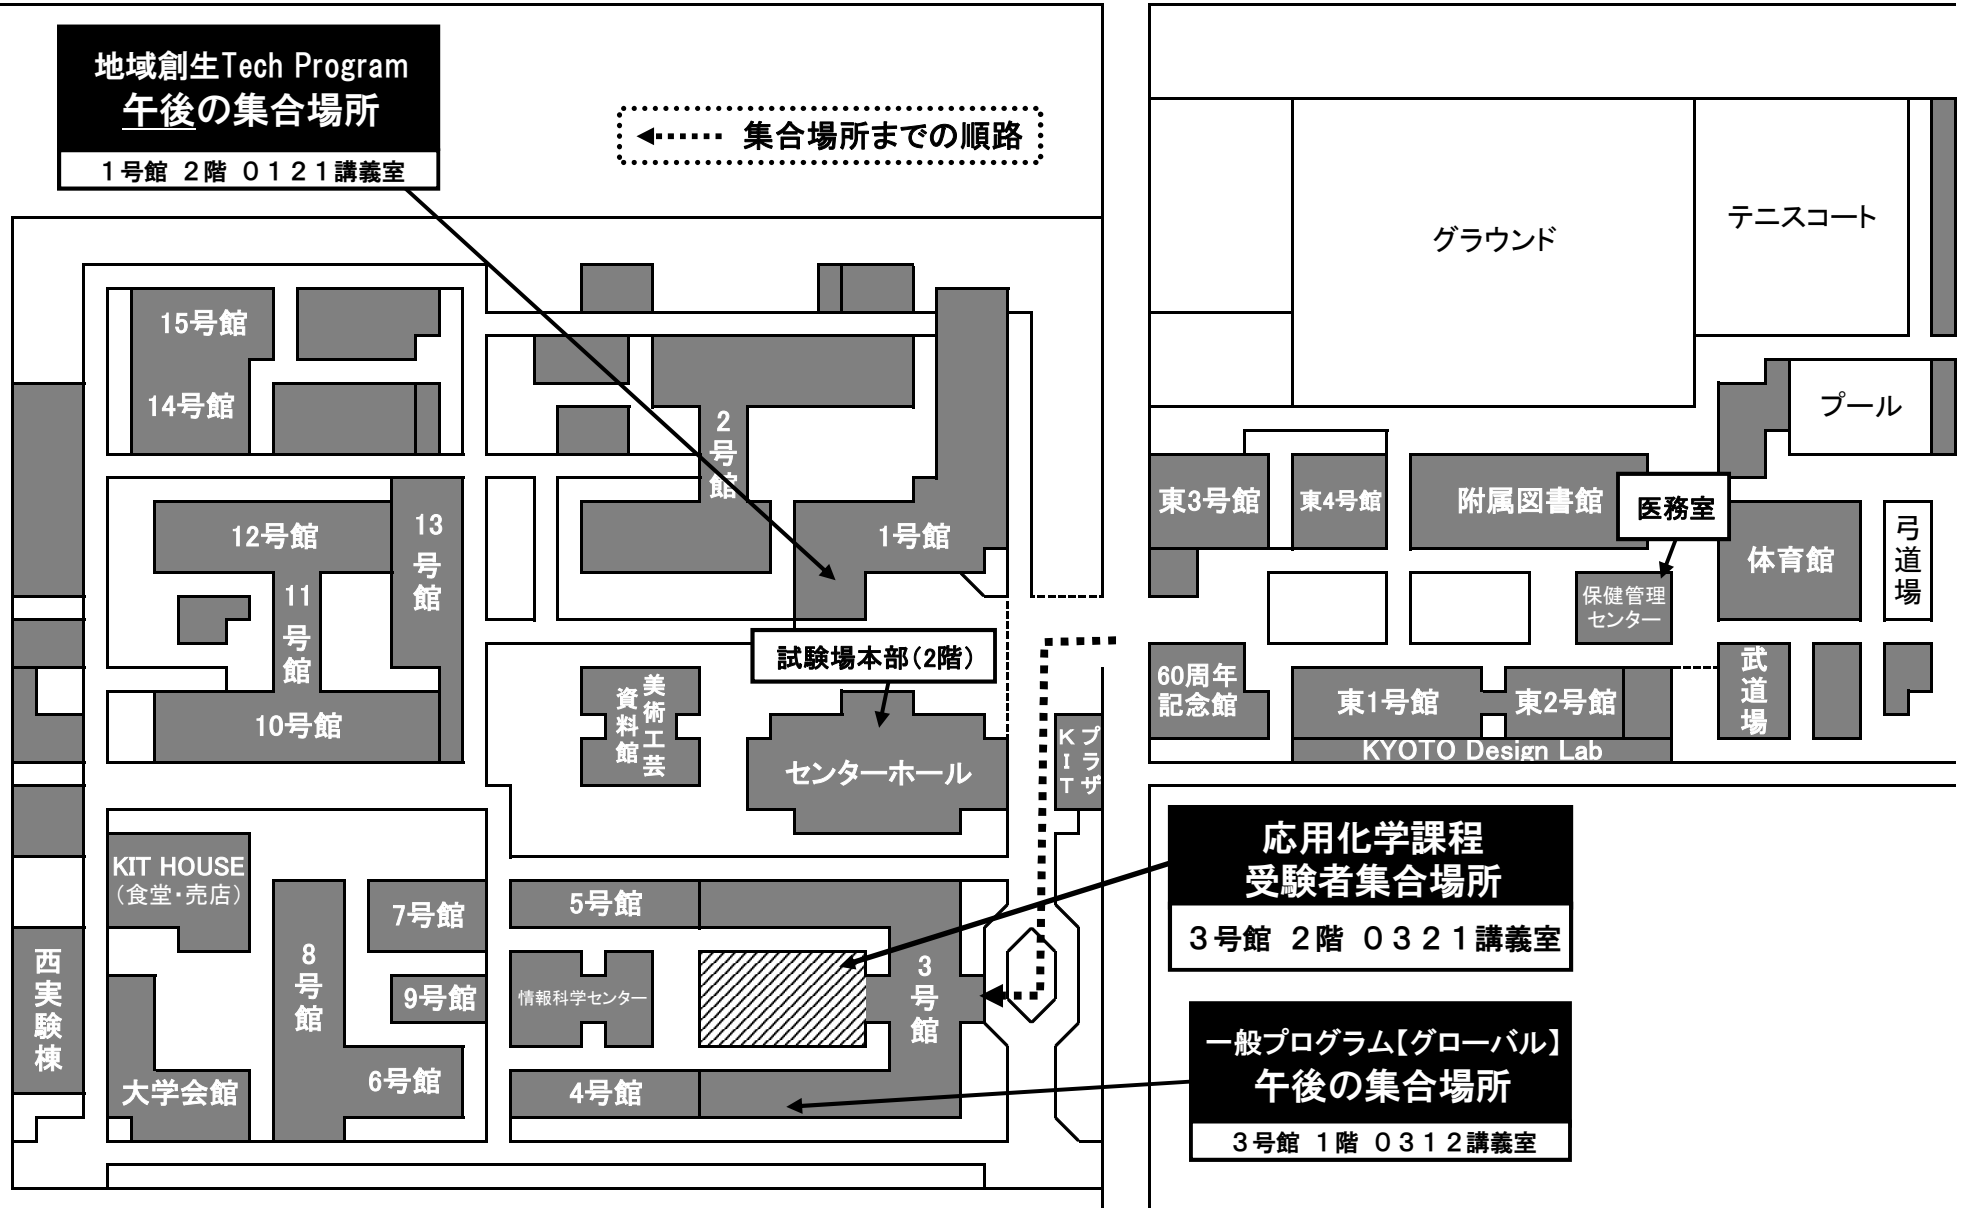 地域創生Tech Program
午後の集合場所
1号館 2階 0121講義室
集合場所までの順路
グラウンド
テニスコート
プール
15号館
14号館
2号館
1号館
東3号館
東4号館
附属図書館
医務室
体育館
弓道場
12号館
13号館
11号館
10号館
保健管理
センター
試験場本部(2階)
美術工芸
資料館
センターホール
KIT
プラザ
60周年
記念館
東1号館
東2号館
武道場
KYOTO Design Lab
応用化学課程
受験者集合場所
3号館 2階 0321講義室
KIT HOUSE
(食堂・売店)
7号館
5号館
8号館
9号館
情報科学センター
3号館
西実験棟
大学会館
6号館
4号館
一般プログラム【グローバル】
午後の集合場所
3号館 1階 0312講義室